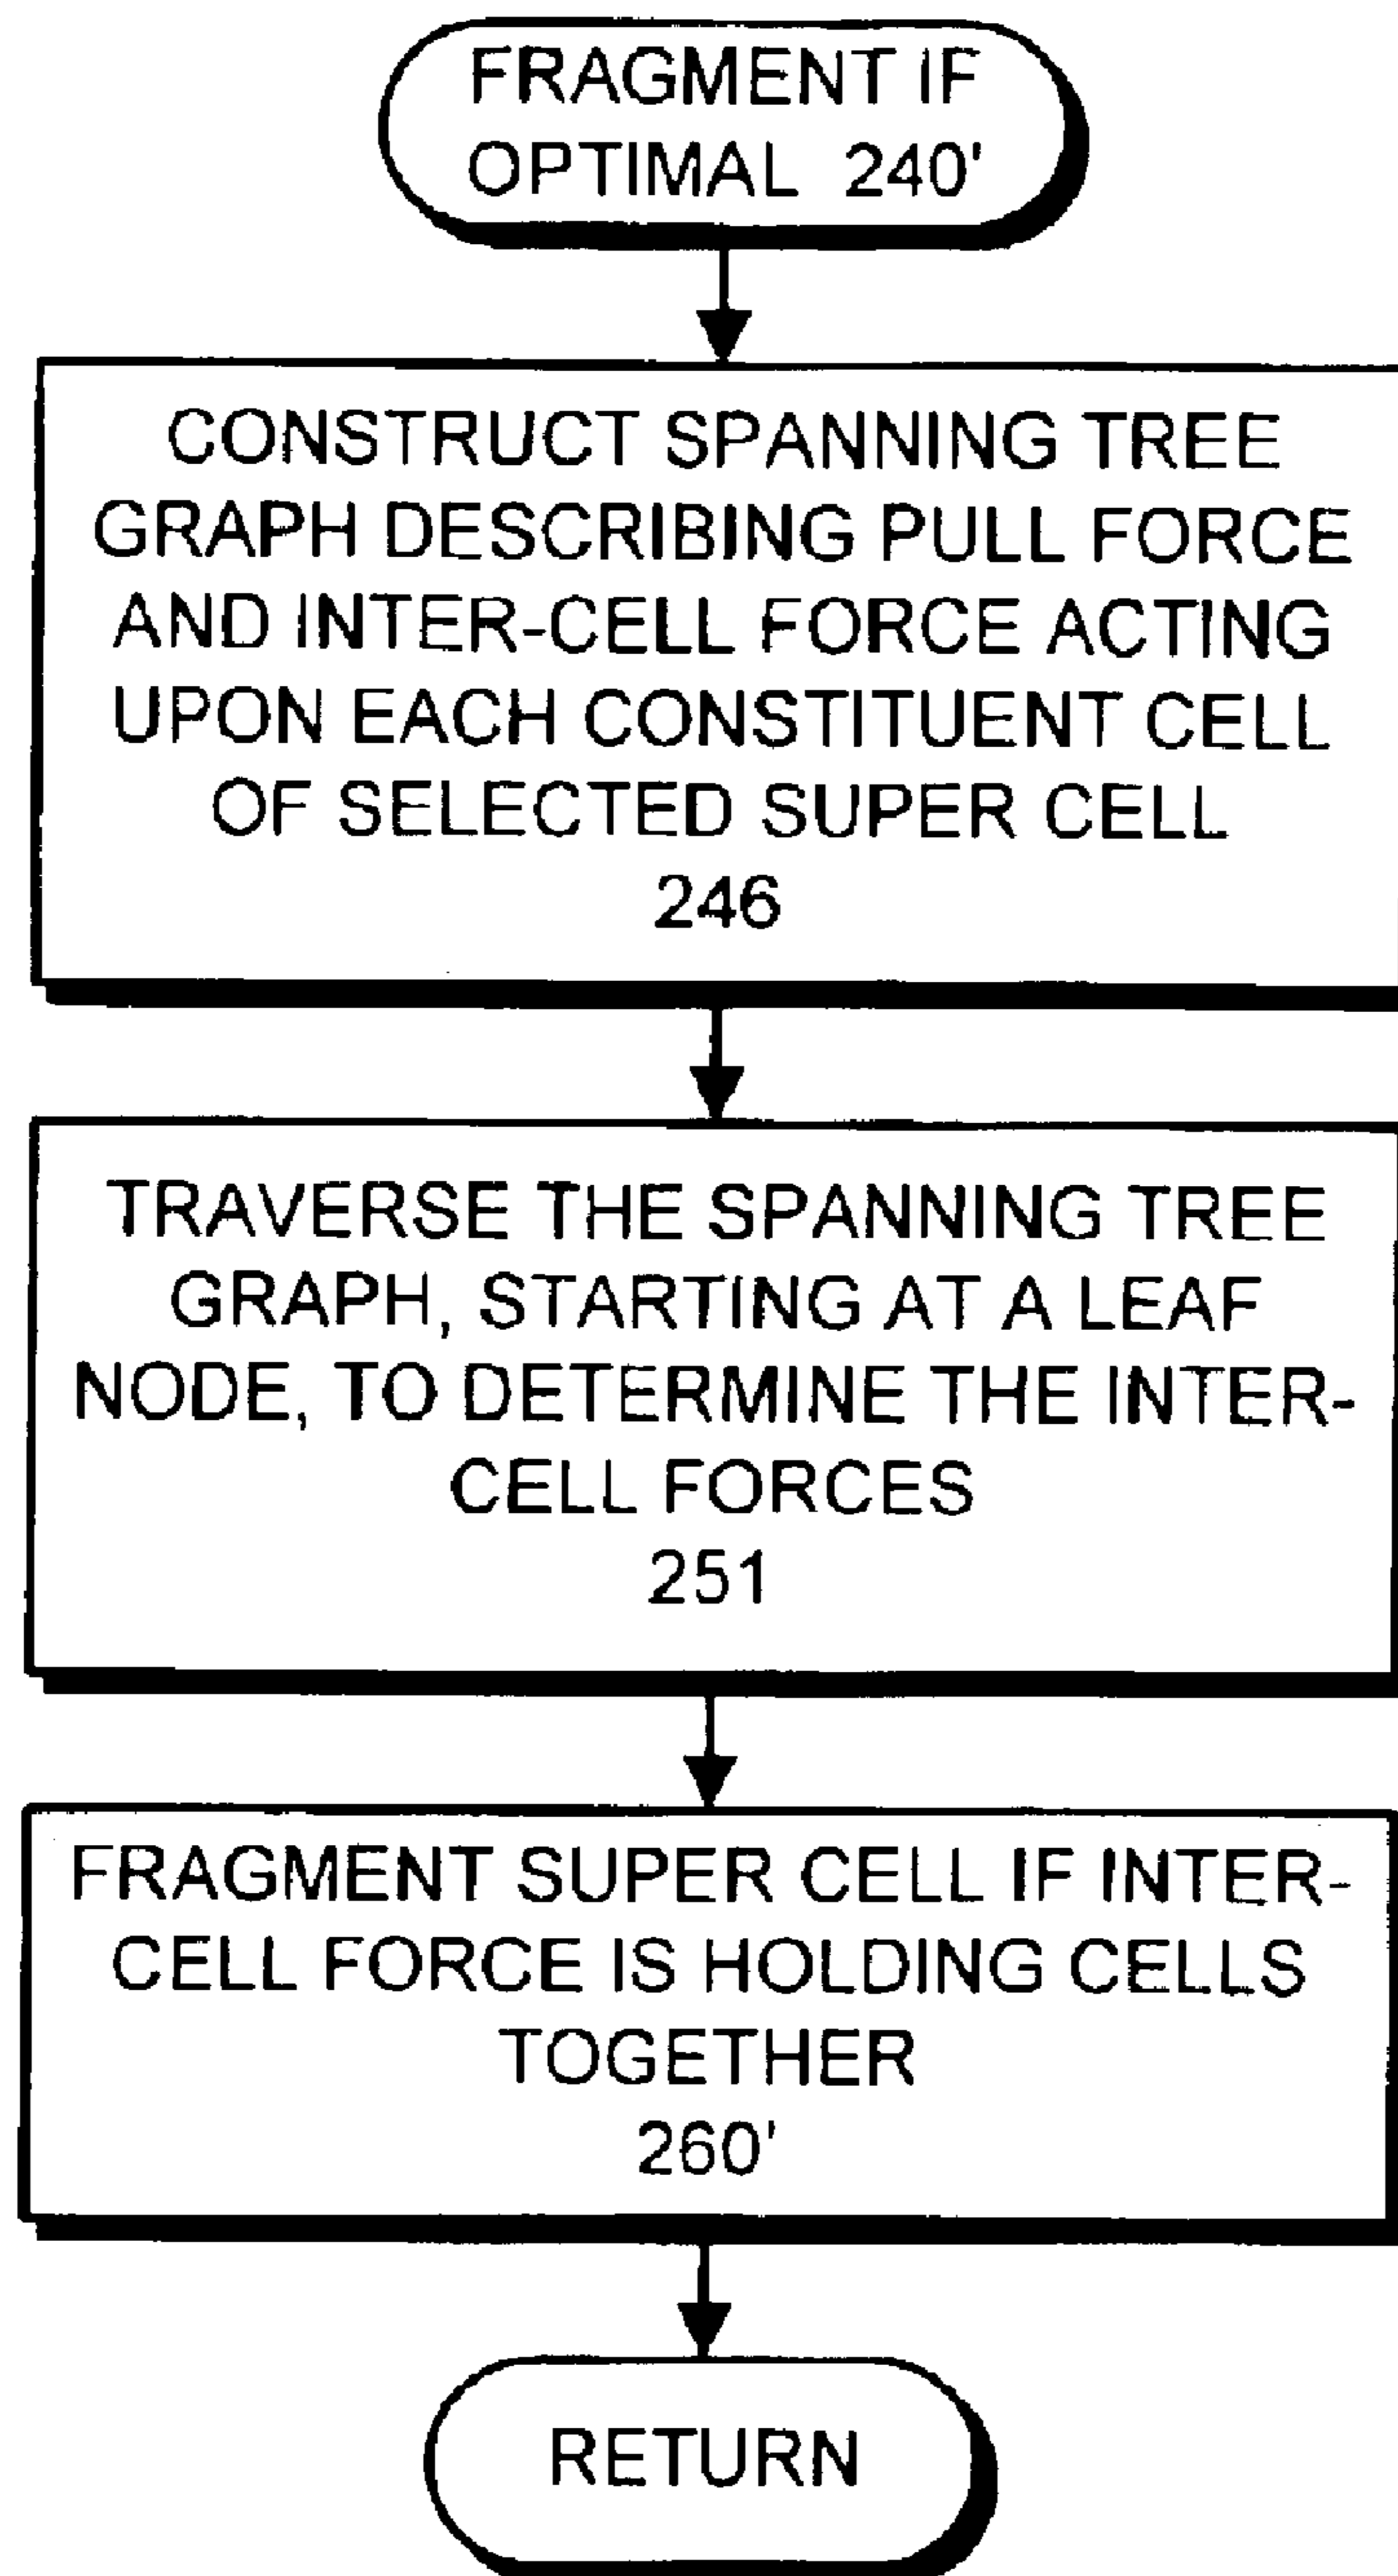 FRAGMENT IF
OPTIMAL 240'
CONSTRUCT SPANNING TREE
GRAPH DESCRIBING PULL FORCE
AND INTER-CELL FORCE ACTING
UPON EACH CONSTITUENT CELL
OF SELECTED SUPER CELL
246
TRAVERSE THE SPANNING TREE
GRAPH, STARTING AT A LEAF
NODE, TO DETERMINE THE INTER-
CELL FORCES
251
FRAGMENT SUPER CELL IF INTER-
CELL FORCE IS HOLDING CELLS
TOGETHER
260'
RETURN